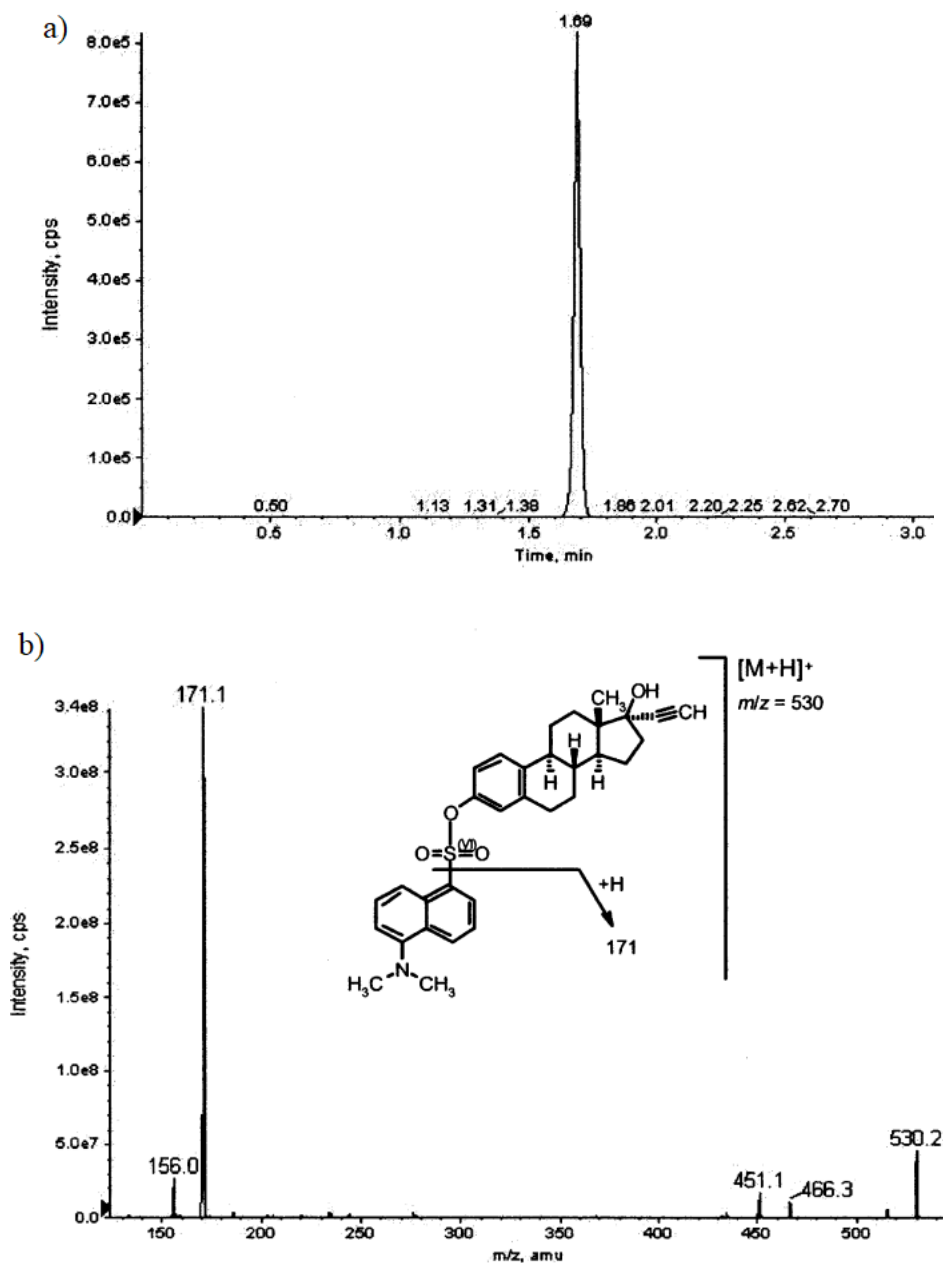 a)
1.69
8.0e5
7.0e5
6.0e5
5.0e5
4.0e5
3.0e5
2.0e5
1.0e5
0.0
Intensity, cps
0.50 1.13 1.31 1.38 1.86 2.01 2.20 2.25 2.62 2.70
0.5 1.0 1.5 2.0 2.5 3.0
Time, min
b)
[M+H]+
m/z = 530
171.1
3.4e8
3.0e8
2.5e8
2.0e8
1.5e8
1.0e8
5.0e7
0.0
Intensity, cps
CH3 OH
CH
H
H H
O
O=S(VI)=O
+H
171
N
H3C CH3
156.0
451.1
466.3
530.2
150 200 250 300 350 400 450 500
m/z, amu